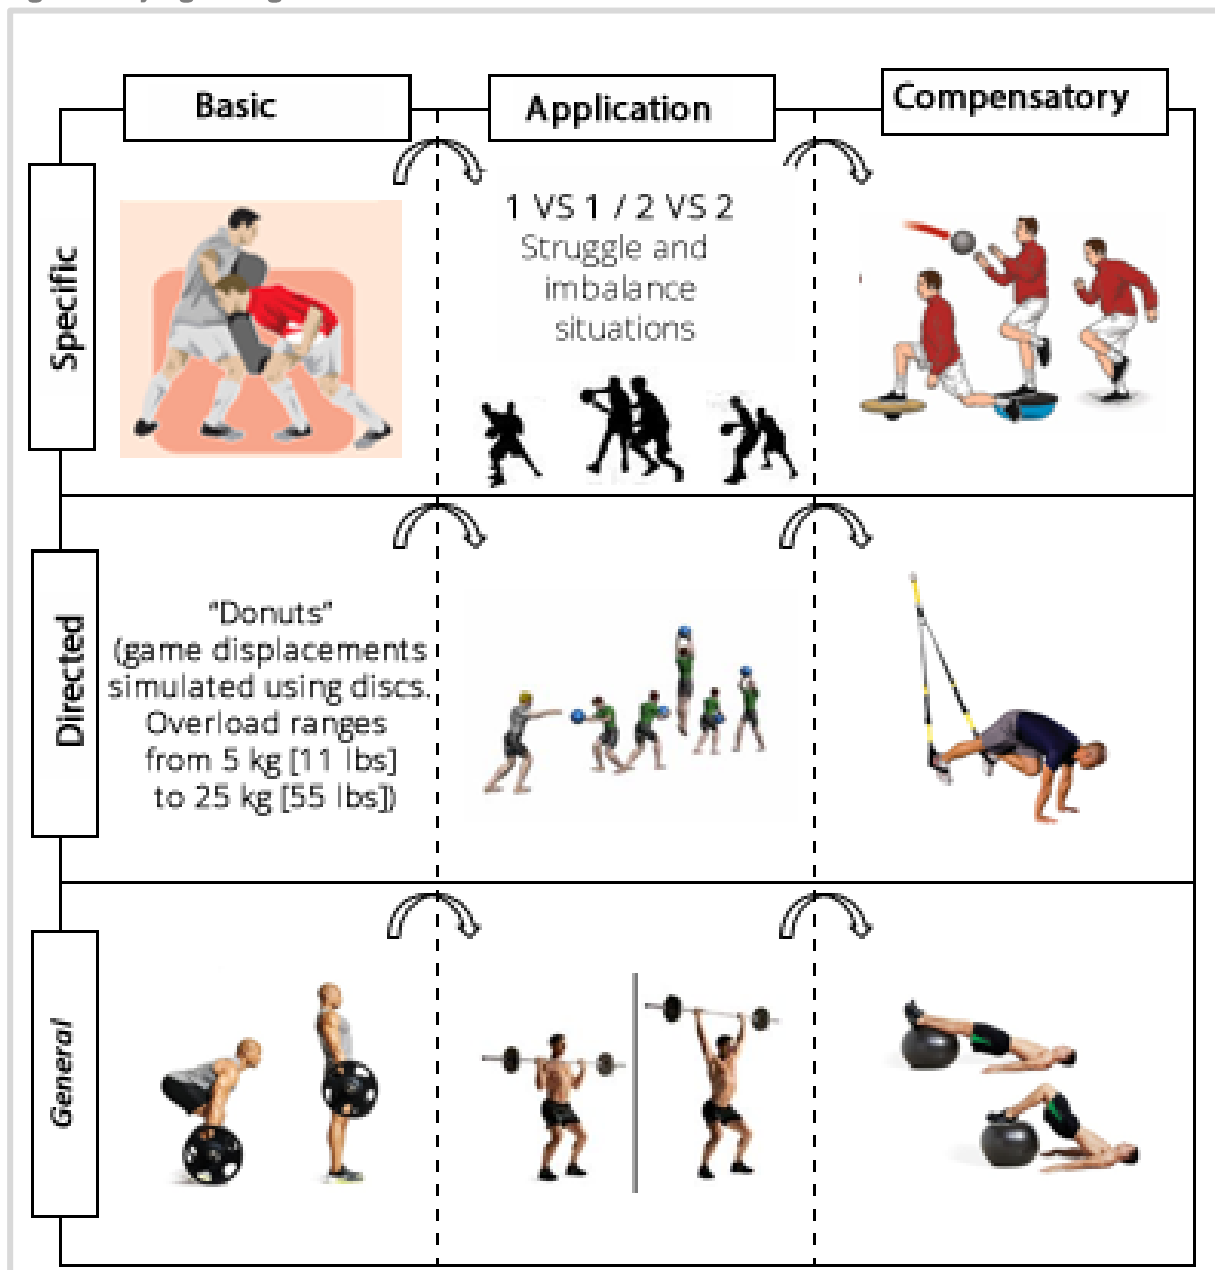 Basic
Application
Compensatory
Specific
1 VS 1 / 2 VS 2
Struggle and
imbalance
situations
Directed
"Donuts"
(game displacements
simulated using discs.
Overload ranges
from 5 kg [11 lbs]
to 25 kg [55 lbs])
General